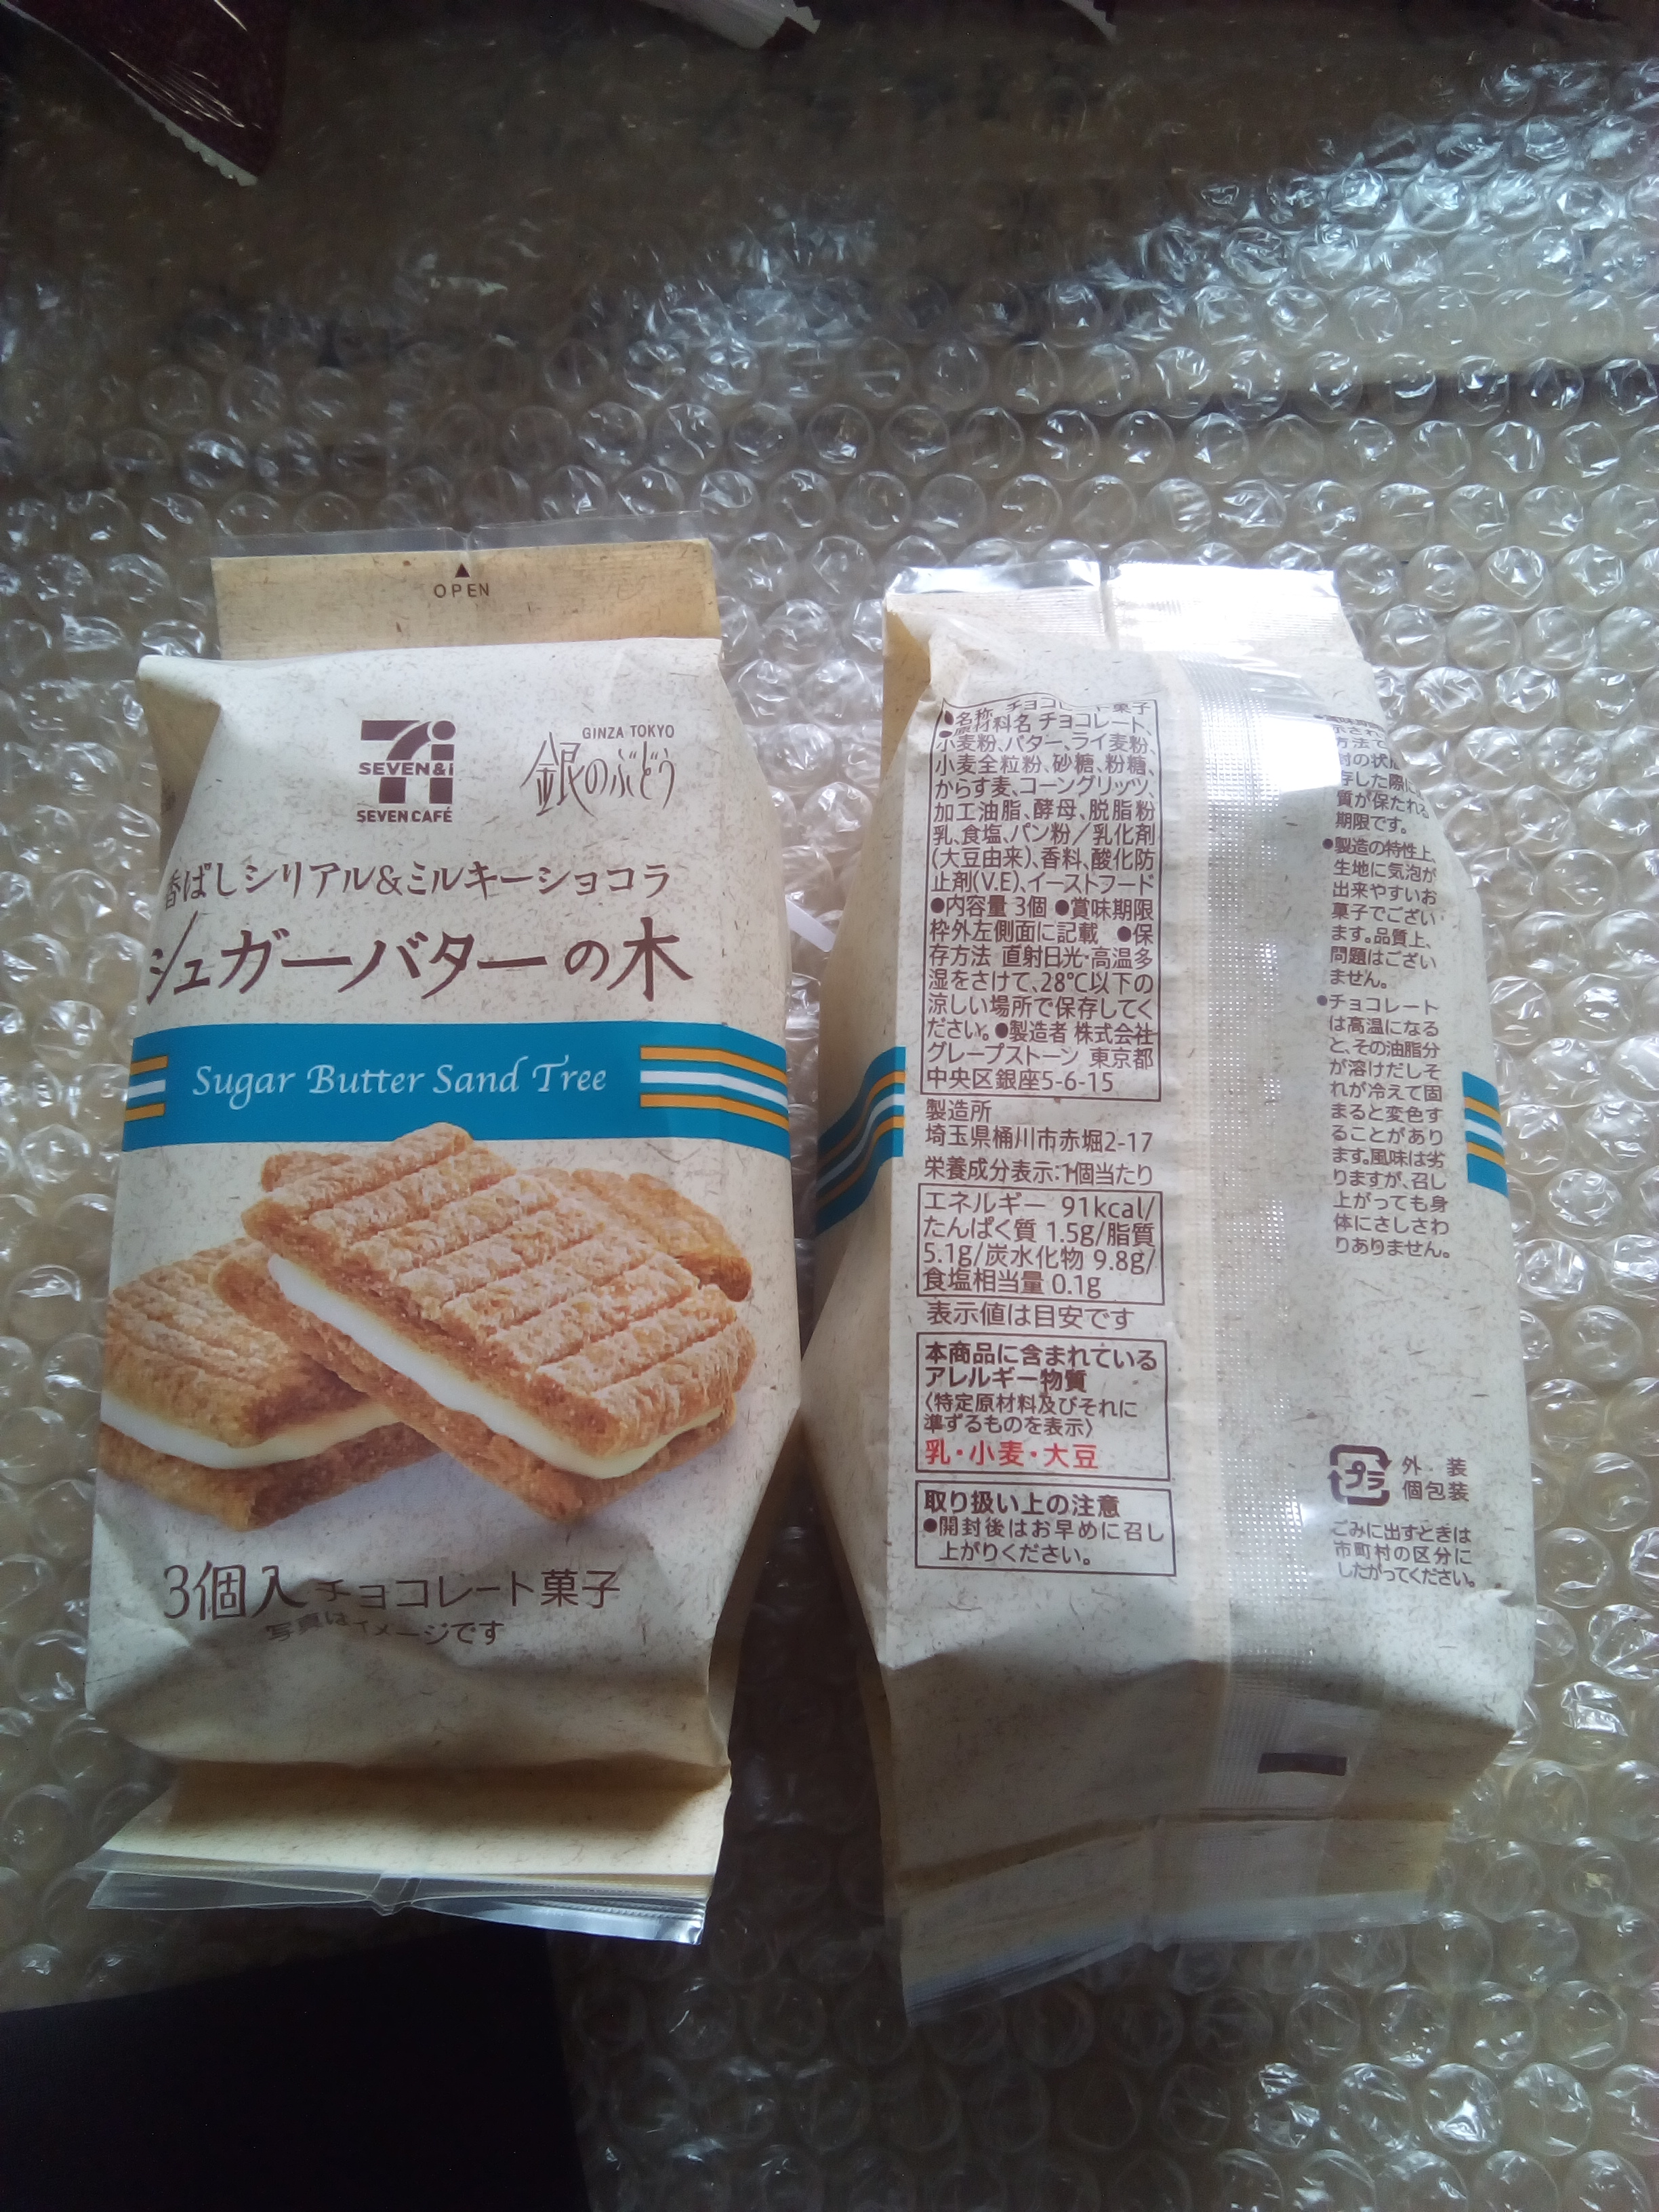 OPEN
SEVEN&i
SEVEN CAFÉ
GINZA TOKYO
銀のぶどう
香ばしシリアル&ミルキーショコラ
シュガーバターの木
Sugar Butter Sand Tree
3個入 チョコレート菓子
写真はイメージです
●名称 チョコレート菓子
●原材料名 チョコレート、
小麦粉、バター、ライ麦粉、
小麦全粒粉、砂糖、粉糖、
からす麦、コーングリッツ、
加工油脂、酵母、脱脂粉
乳、食塩、パン粉／乳化剤
(大豆由来)、香料、酸化防
止剤(V.E)、イーストフード
●内容量 3個 ●賞味期限
枠外左側面に記載 ●保
存方法 直射日光・高温多
湿をさけて、28℃以下の
涼しい場所で保存してく
ださい。●製造者 株式会社
グレープストーン 東京都
中央区銀座5-6-15
製造所
埼玉県桶川市赤堀2-17
栄養成分表示:1個当たり
エネルギー 91kcal/
たんぱく質 1.5g/脂質
5.1g/炭水化物 9.8g/
食塩相当量 0.1g
表示値は目安です
本商品に含まれている
アレルギー物質
〈特定原材料及びそれに
準ずるものを表示〉
乳・小麦・大豆
取り扱い上の注意
●開封後はお早めに召し
上がりください。
方法で
封の状
存した際に
質が保たれる
期限です。
●製造の特性上、
生地に気泡が
出来やすいお
菓子でござい
ます。品質上、
問題はござい
ません。
●チョコレート
は高温になる
と、その油脂分
が溶けだしそ
れが冷えて固
まると変色す
ることがあり
ます。風味は劣
りますが、召し
上がっても身
体にさしさわ
りありません。
プラ
外 装
個包装
ごみに出すときは
市町村の区分に
したがってください。